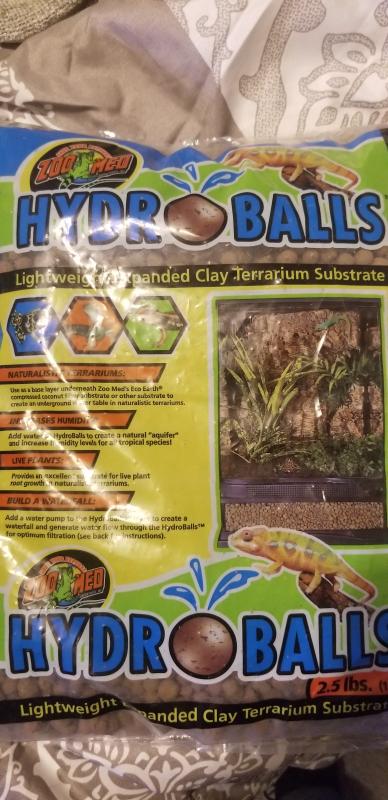 ZOO MED
HYDROBALLS
Lightweight Expanded Clay Terrarium Substrate
NATURALISTIC TERRARIUMS:
Use as a base layer underneath Zoo Med's Eco Earth®
compressed coconut fiber substrate or other substrate to
create an underground water table in naturalistic terrariums.
INCREASES HUMIDITY:
Add water to HydroBalls to create a natural "aquifer"
and increase humidity levels for all tropical species!
LIVE PLANTS:
Provides an excellent substrate for live plant
root growth in naturalistic terrariums.
BUILD A WATERFALL:
Add a water pump to the HydroBalls to create a
waterfall and generate water flow through the HydroBalls™
for optimum filtration (see back for instructions).
ZOO MED
HYDROBALLS
2.5 lbs.
Lightweight Expanded Clay Terrarium Substrat